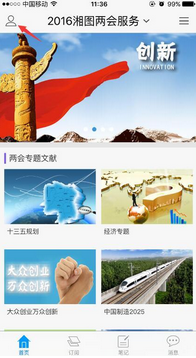 中国移动
11:36
2016湘图两会服务
创新
INNOVATION
两会专题文献
十三五规划
经济专题
大众创业
万众创新
大众创业万众创新
中国制造2025
首页
订阅
笔记